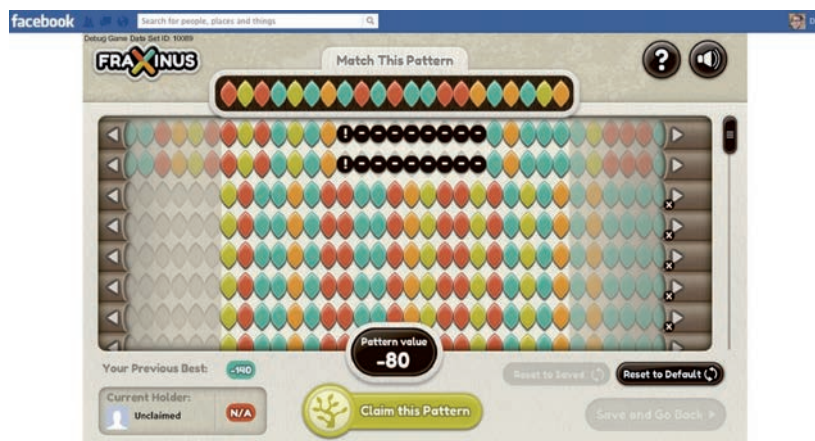 facebook
Search for people, places and things
D
Debug Game Data Set ID: 10089
FRAXINUS
Match This Pattern
?
Pattern value
-80
Your Previous Best: -140
Reset to Saved
Reset to Default
Current Holder:
Unclaimed
N/A
Claim this Pattern
Save and Go Back